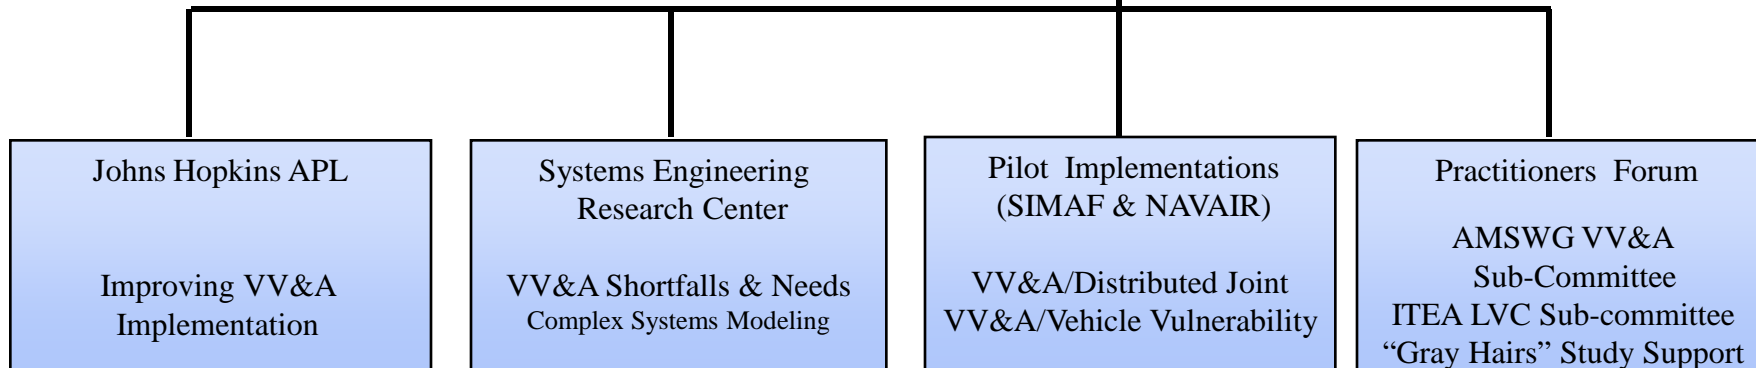 Johns Hopkins APL
Improving VV&A
Implementation
Systems Engineering
Research Center
VV&A Shortfalls & Needs
Complex Systems Modeling
Pilot Implementations
(SIMAF & NAVAIR)
VV&A/Distributed Joint
VV&A/Vehicle Vulnerability
Practitioners Forum
AMSWG VV&A
Sub-Committee
ITEA LVC Sub-committee
“Gray Hairs” Study Support